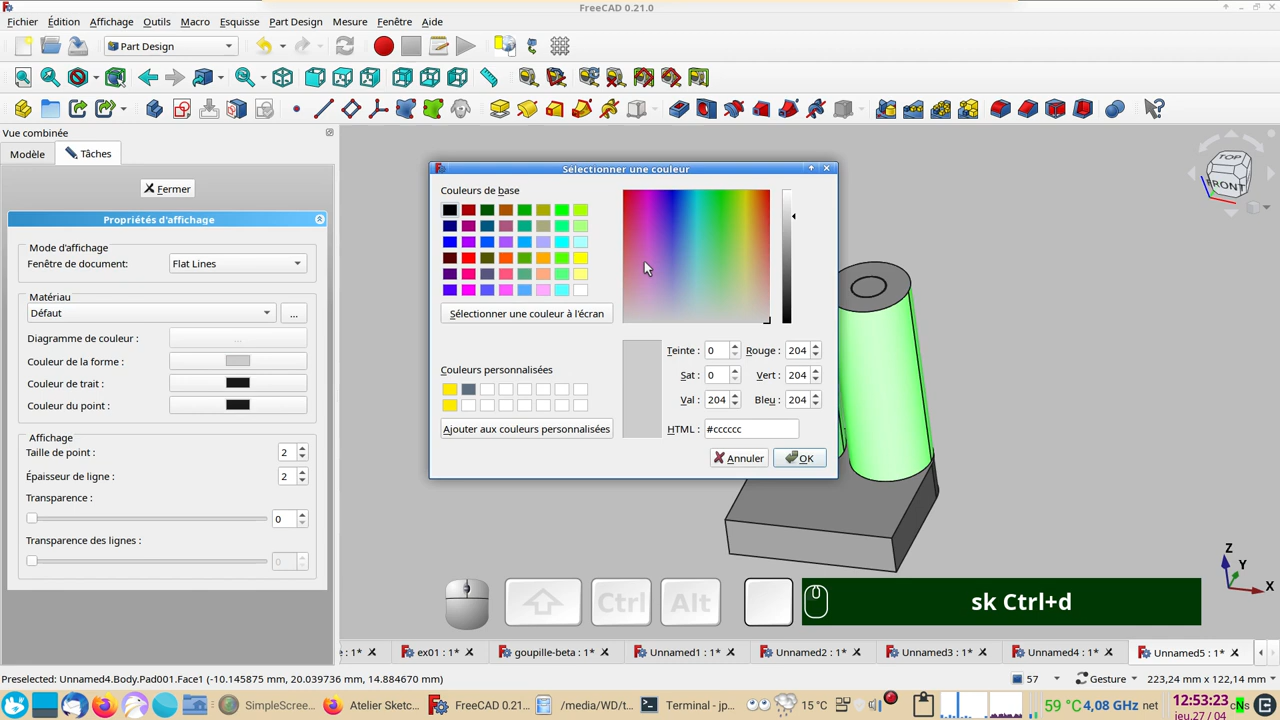 FreeCAD 0.21.0
Fichier Édition Affichage Outils Macro Esquisse Part Design Mesure Fenêtre Aide
Part Design
Vue combinée
Modèle Tâches
Fermer
Propriétés d'affichage
Mode d'affichage
Fenêtre de document: Flat Lines
Matériau
Défaut ...
Diagramme de couleur : ...
Couleur de la forme :
Couleur de trait :
Couleur du point :
Affichage
Taille de point : 2
Épaisseur de ligne : 2
Transparence :
0
Transparence des lignes :
0
Sélectionner une couleur
Couleurs de base
Sélectionner une couleur à l'écran
Couleurs personnalisées
Ajouter aux couleurs personnalisées
Teinte : 0 Rouge : 204
Sat : 0 Vert : 204
Val : 204 Bleu : 204
HTML : #cccccc
Annuler OK
TOP
FRONT
Z
Y
X
Ctrl Alt
sk Ctrl+d
e : 1* ex01 : 1* goupille-beta : 1* Unnamed1 : 1* Unnamed2 : 1* Unnamed3 : 1* Unnamed4 : 1* Unnamed5 : 1*
Preselected: Unnamed4.Body.Pad001.Face1 (-10.145875 mm, 20.039736 mm, 14.884670 mm) 57 Gesture 223,24 mm x 122,14 mm
SimpleScree... Atelier Sketc... FreeCAD 0.21... /media/WD/t... Terminal - jp... 15 °C 59 °C 4,08 GHz net 12:53:23
jeu.27 / 04